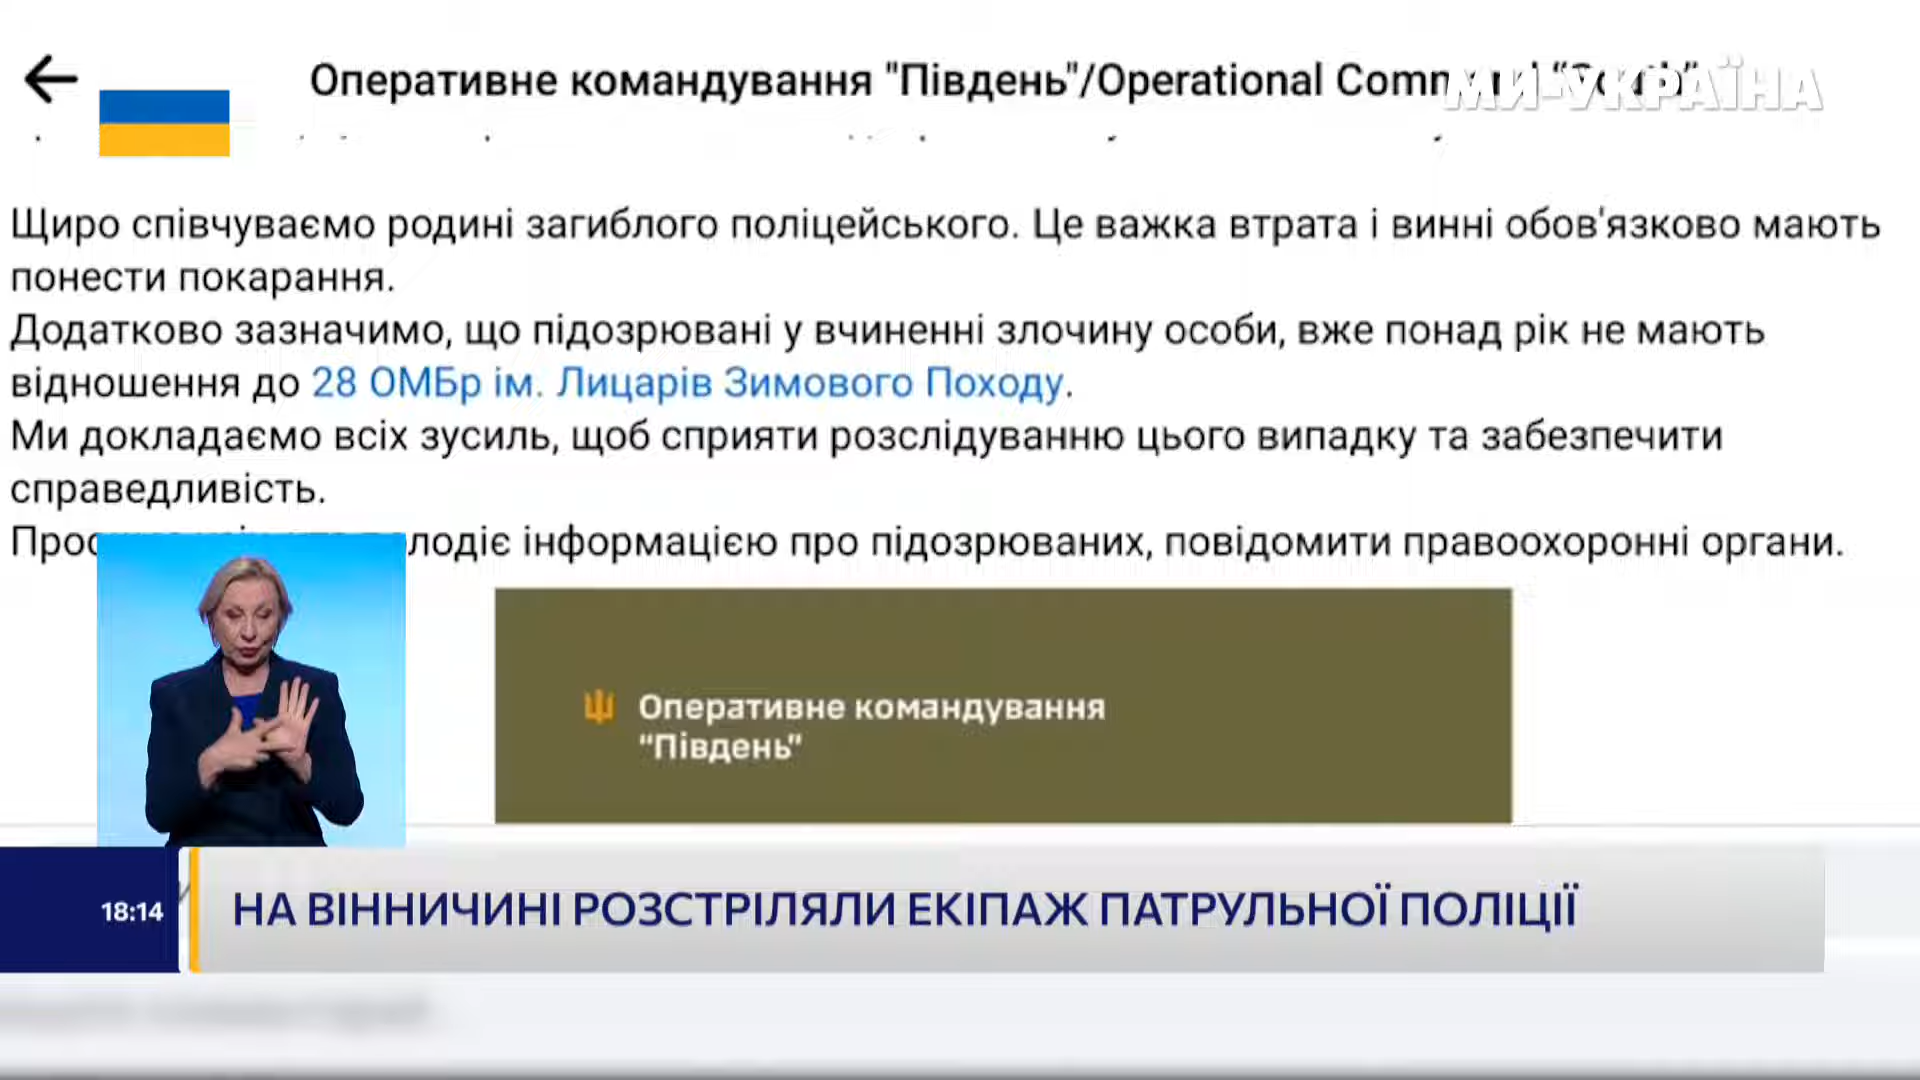 Оперативне командування "Південь"/Operational Comm
МИ-УКРАЇНА
Щиро співчуваємо родині загиблого поліцейського. Це важка втрата і винні обов'язково мають
понести покарання.
Додатково зазначимо, що підозрювані у вчиненні злочину особи, вже понад рік не мають
відношення до 28 ОМБр ім. Лицарів Зимового Походу.
Ми докладаємо всіх зусиль, щоб сприяти розслідуванню цього випадку та забезпечити
справедливість.
інформацією про підозрюваних, повідомити правоохоронні органи.
Оперативне командування
“Південь”
18:14
НА ВІННИЧИНІ РОЗСТРІЛЯЛИ ЕКІПАЖ ПАТРУЛЬНОЇ ПОЛІЦІЇ